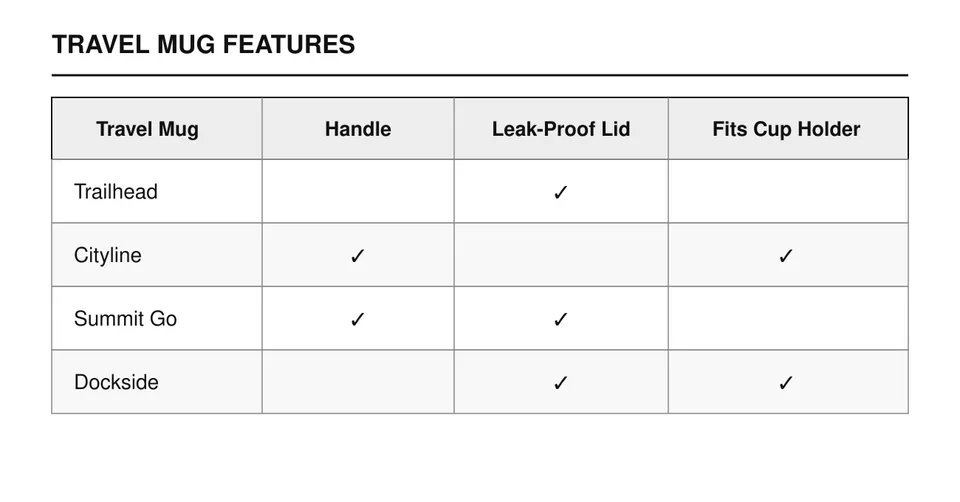 TRAVEL MUG FEATURES
Travel Mug Handle Leak-Proof Lid Fits Cup Holder
Trailhead ✓
Cityline ✓ ✓
Summit Go ✓ ✓
Dockside ✓ ✓